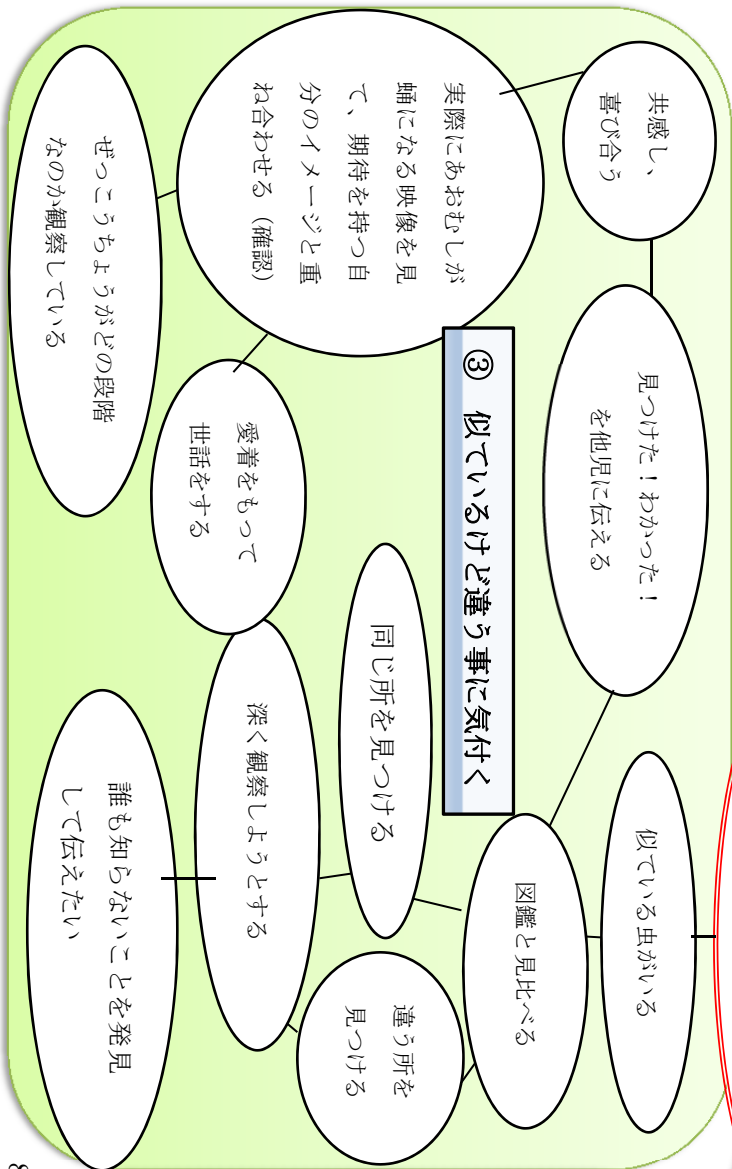 ③ 似ているけど違う事に気付く
共感し、
喜び合う
見つけた！わかった！
を他児に伝える
似ている虫がいる
図鑑と見比べる
実際にあおむしが
蛹になる映像を見
て、期待を持つ自
分のイメージと重
ね合わせる（確認）
同じ所を見つける
違う所を
見つける
愛着をもって
世話をする
深く観察しようとする
ぜっこうちょうがどの段階
なのか観察している
誰も知らないことを発見
して伝えたい
8